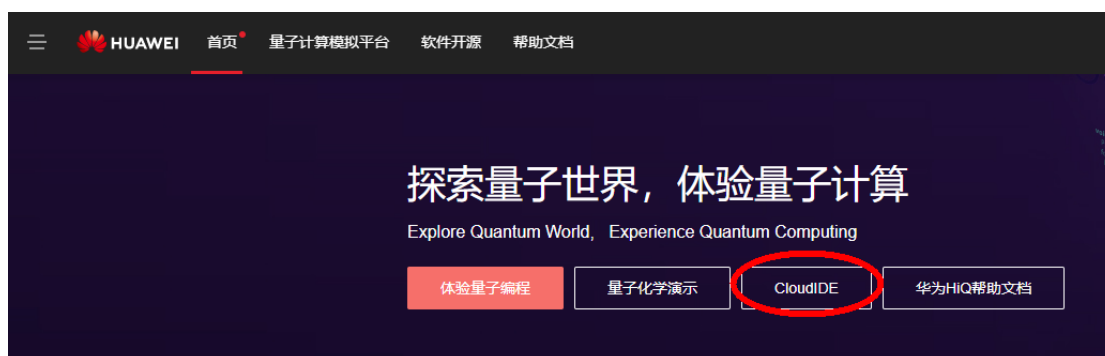 HUAWEI 首页 量子计算模拟平台 软件开源 帮助文档
探索量子世界，体验量子计算
Explore Quantum World, Experience Quantum Computing
体验量子编程 量子化学演示 CloudIDE 华为HiQ帮助文档